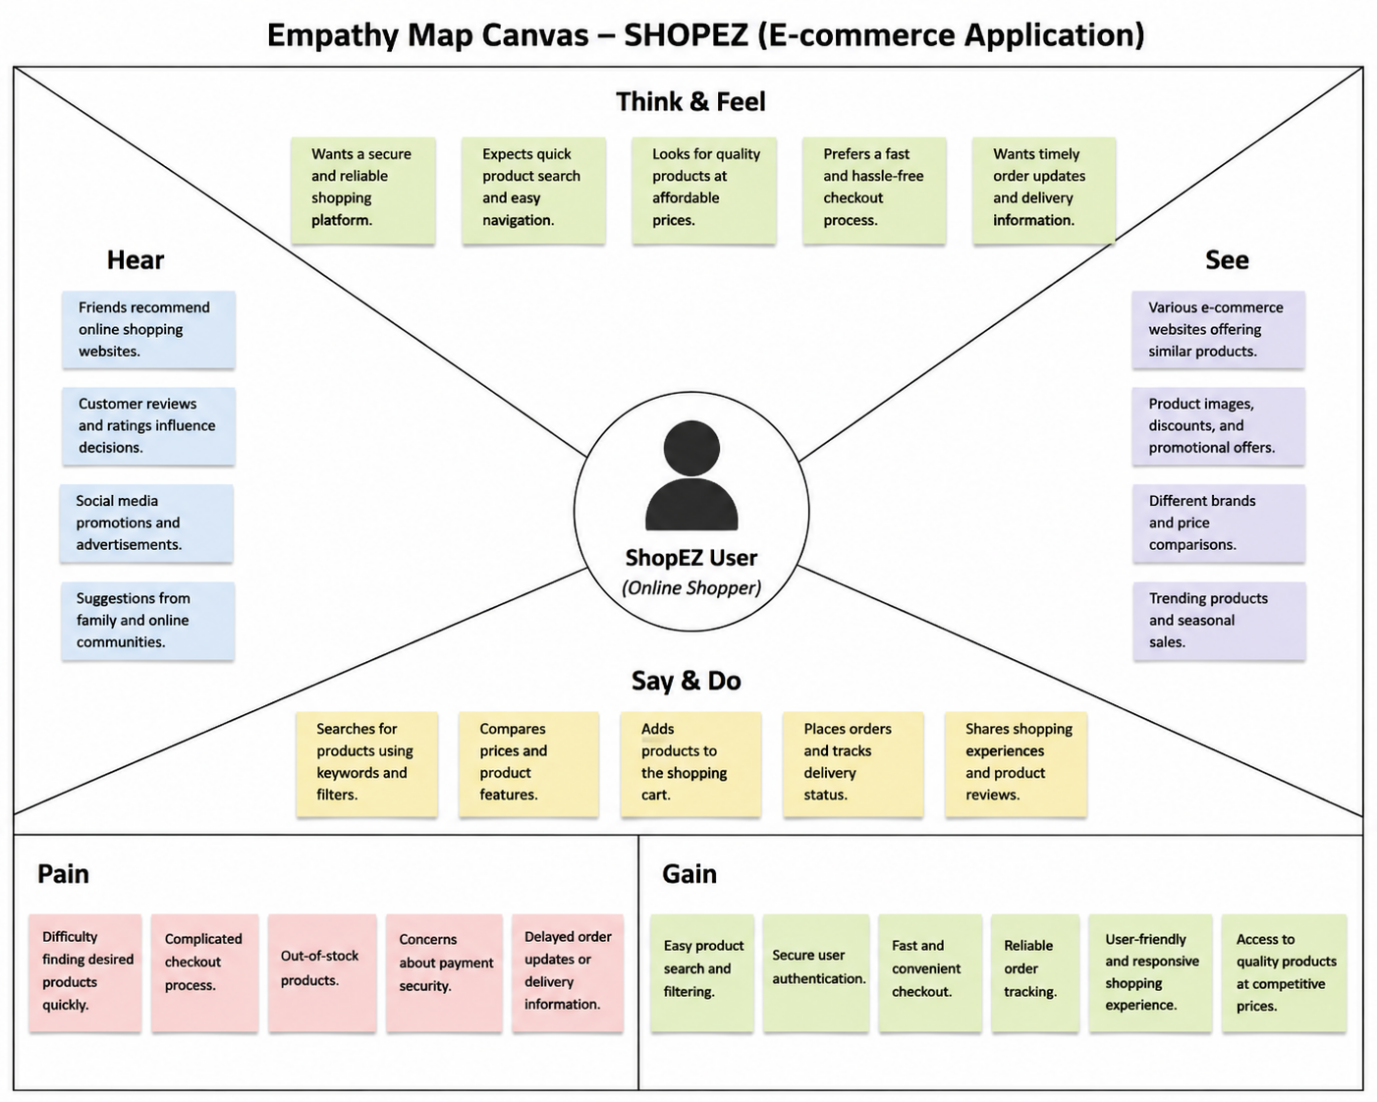 Empathy Map Canvas – SHOPEZ (E-commerce Application)
Think & Feel
Wants a secure
and reliable
shopping
platform.
Expects quick
product search
and easy
navigation.
Looks for quality
products at
affordable
prices.
Prefers a fast
and hassle-free
checkout
process.
Wants timely
order updates
and delivery
information.
Hear
Friends recommend
online shopping
websites.
Customer reviews
and ratings influence
decisions.
Social media
promotions and
advertisements.
Suggestions from
family and online
communities.
See
Various e-commerce
websites offering
similar products.
Product images,
discounts, and
promotional offers.
Different brands
and price
comparisons.
Trending products
and seasonal
sales.
ShopEZ User
(Online Shopper)
Say & Do
Searches for
products using
keywords and
filters.
Compares
prices and
product
features.
Adds
products to
the shopping
cart.
Places orders
and tracks
delivery
status.
Shares shopping
experiences
and product
reviews.
Pain
Difficulty
finding desired
products
quickly.
Complicated
checkout
process.
Out-of-stock
products.
Concerns
about payment
security.
Delayed order
updates or
delivery
information.
Gain
Easy product
search and
filtering.
Secure user
authentication.
Fast and
convenient
checkout.
Reliable
order
tracking.
User-friendly
and responsive
shopping
experience.
Access to
quality products
at competitive
prices.